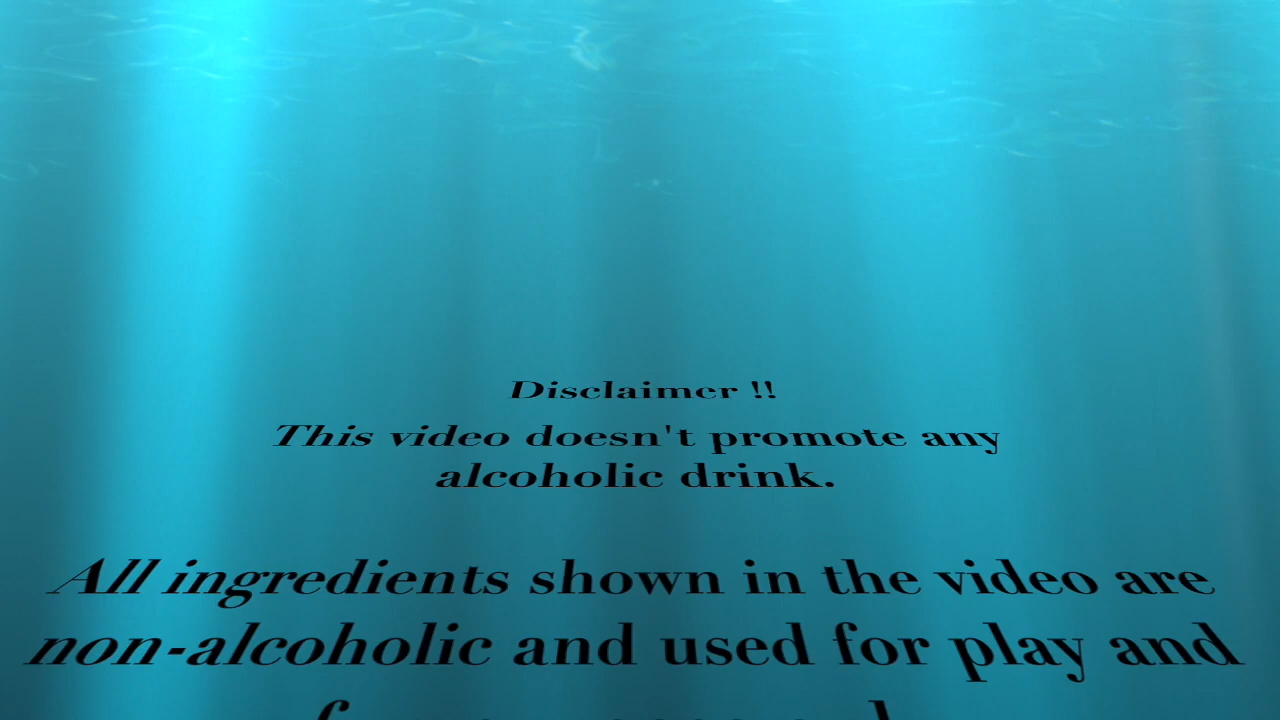 Disclaimer !!
This video doesn't promote any
alcoholic drink.
All ingredients shown in the video are
non-alcoholic and used for play and